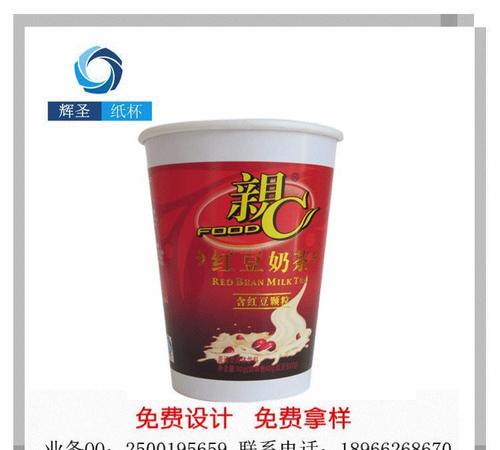 辉圣 纸杯
親C
FOOD
®
红豆奶茶
RED BEAN MILK TEA
含红豆颗粒
免费设计 免费拿样
业务QQ：2500195659 联系电话：18966268670